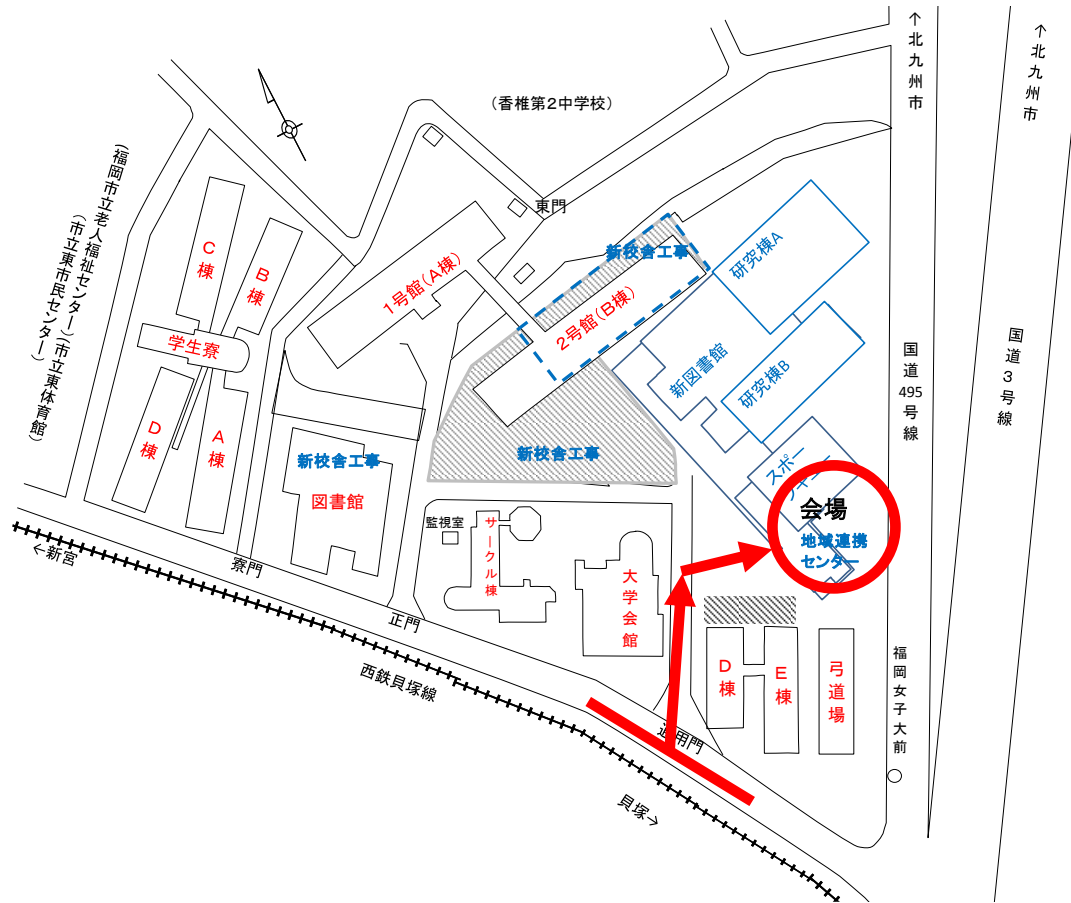 ↑北九州市
↑北九州市
(香椎第2中学校)
(福岡市立老人福祉センター)(市立東体育館)
(市立東市民センター)
東門
新校舎工事
研究棟A
C棟
B棟
1号館(A棟)
2号館(B棟)
学生寮
新図書館
研究棟B
国道495号線
国道3号線
D棟
A棟
新校舎工事
図書館
新校舎工事
スポー
会場
地域連携
センター
監視室
サークル棟
大学会館
←新宮
寮門
正門
西鉄貝塚線
通用門
D棟
E棟
弓道場
福岡女子大前
貝塚→